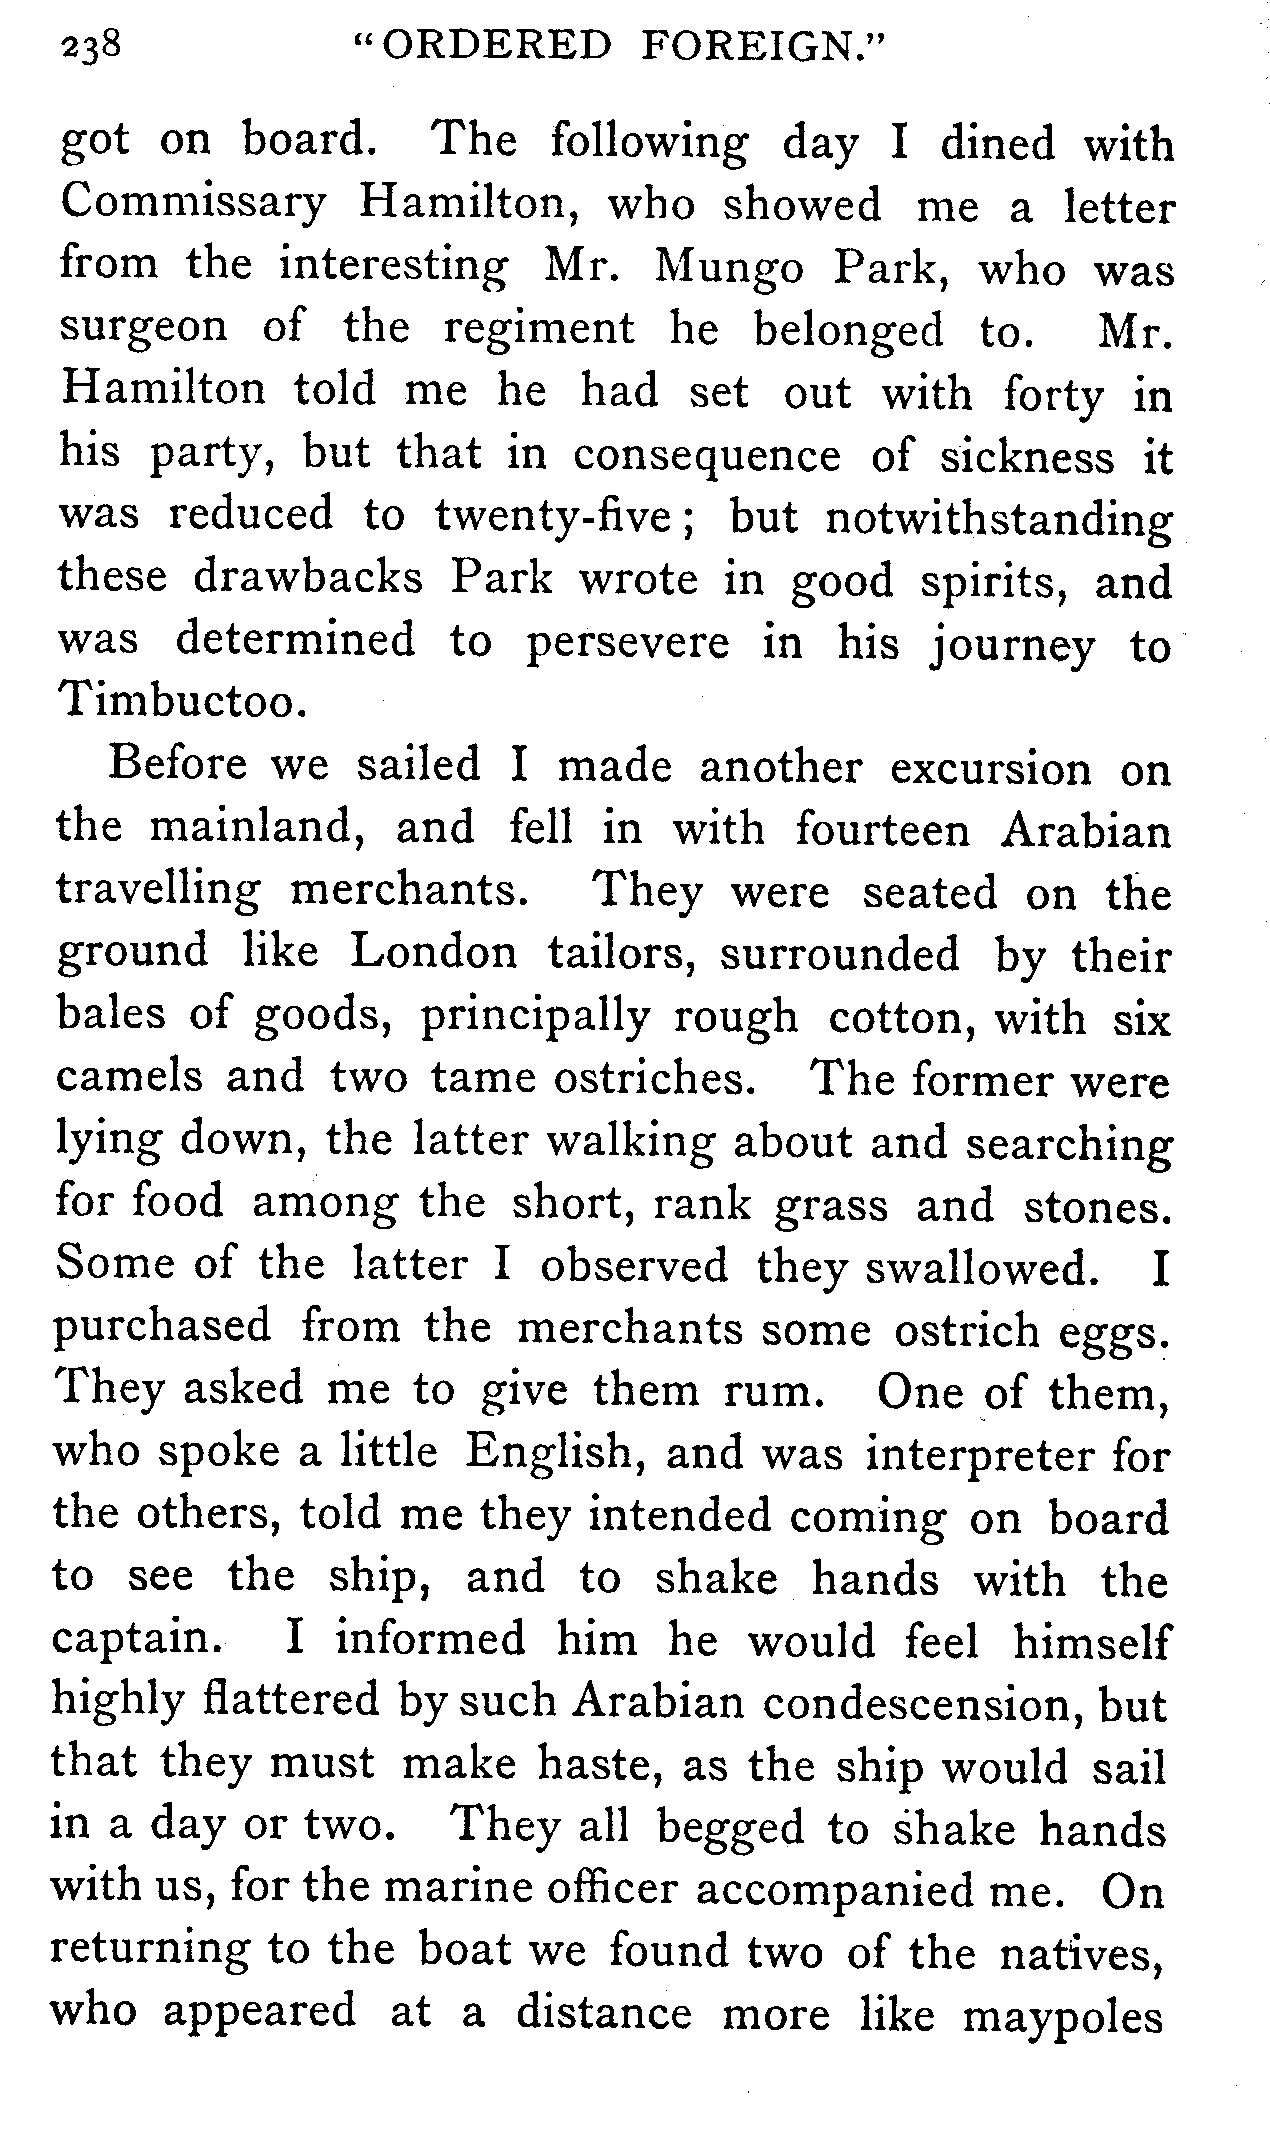 238 "ORDERED FOREIGN."
got on board. The following day I dined with
Commissary Hamilton, who showed me a letter
from the interesting Mr. Mungo Park, who was
surgeon of the regiment he belonged to. Mr.
Hamilton told me he had set out with forty in
his party, but that in consequence of sickness it
was reduced to twenty-five; but notwithstanding
these drawbacks Park wrote in good spirits, and
was determined to persevere in his journey to
Timbuctoo.
Before we sailed I made another excursion on
the mainland, and fell in with fourteen Arabian
travelling merchants. They were seated on the
ground like London tailors, surrounded by their
bales of goods, principally rough cotton, with six
camels and two tame ostriches. The former were
lying down, the latter walking about and searching
for food among the short, rank grass and stones.
Some of the latter I observed they swallowed. I
purchased from the merchants some ostrich eggs.
They asked me to give them rum. One of them,
who spoke a little English, and was interpreter for
the others, told me they intended coming on board
to see the ship, and to shake hands with the
captain. I informed him he would feel himself
highly flattered by such Arabian condescension, but
that they must make haste, as the ship would sail
in a day or two. They all begged to shake hands
with us, for the marine officer accompanied me. On
returning to the boat we found two of the natives,
who appeared at a distance more like maypoles